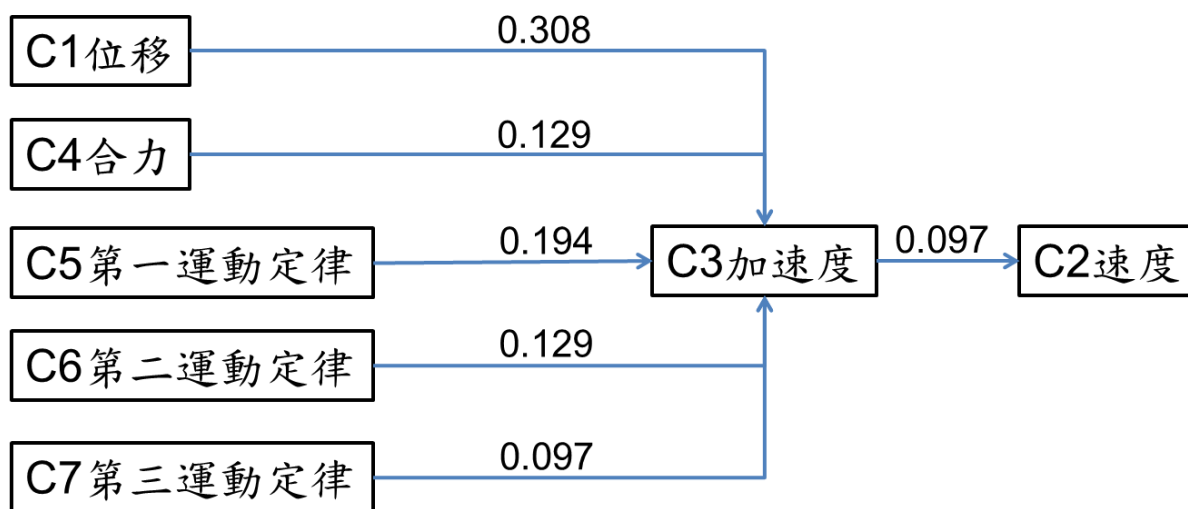 C1位移
0.308
C4合力
0.129
C5第一運動定律
0.194
C3加速度
0.097
C2速度
C6第二運動定律
0.129
C7第三運動定律
0.097